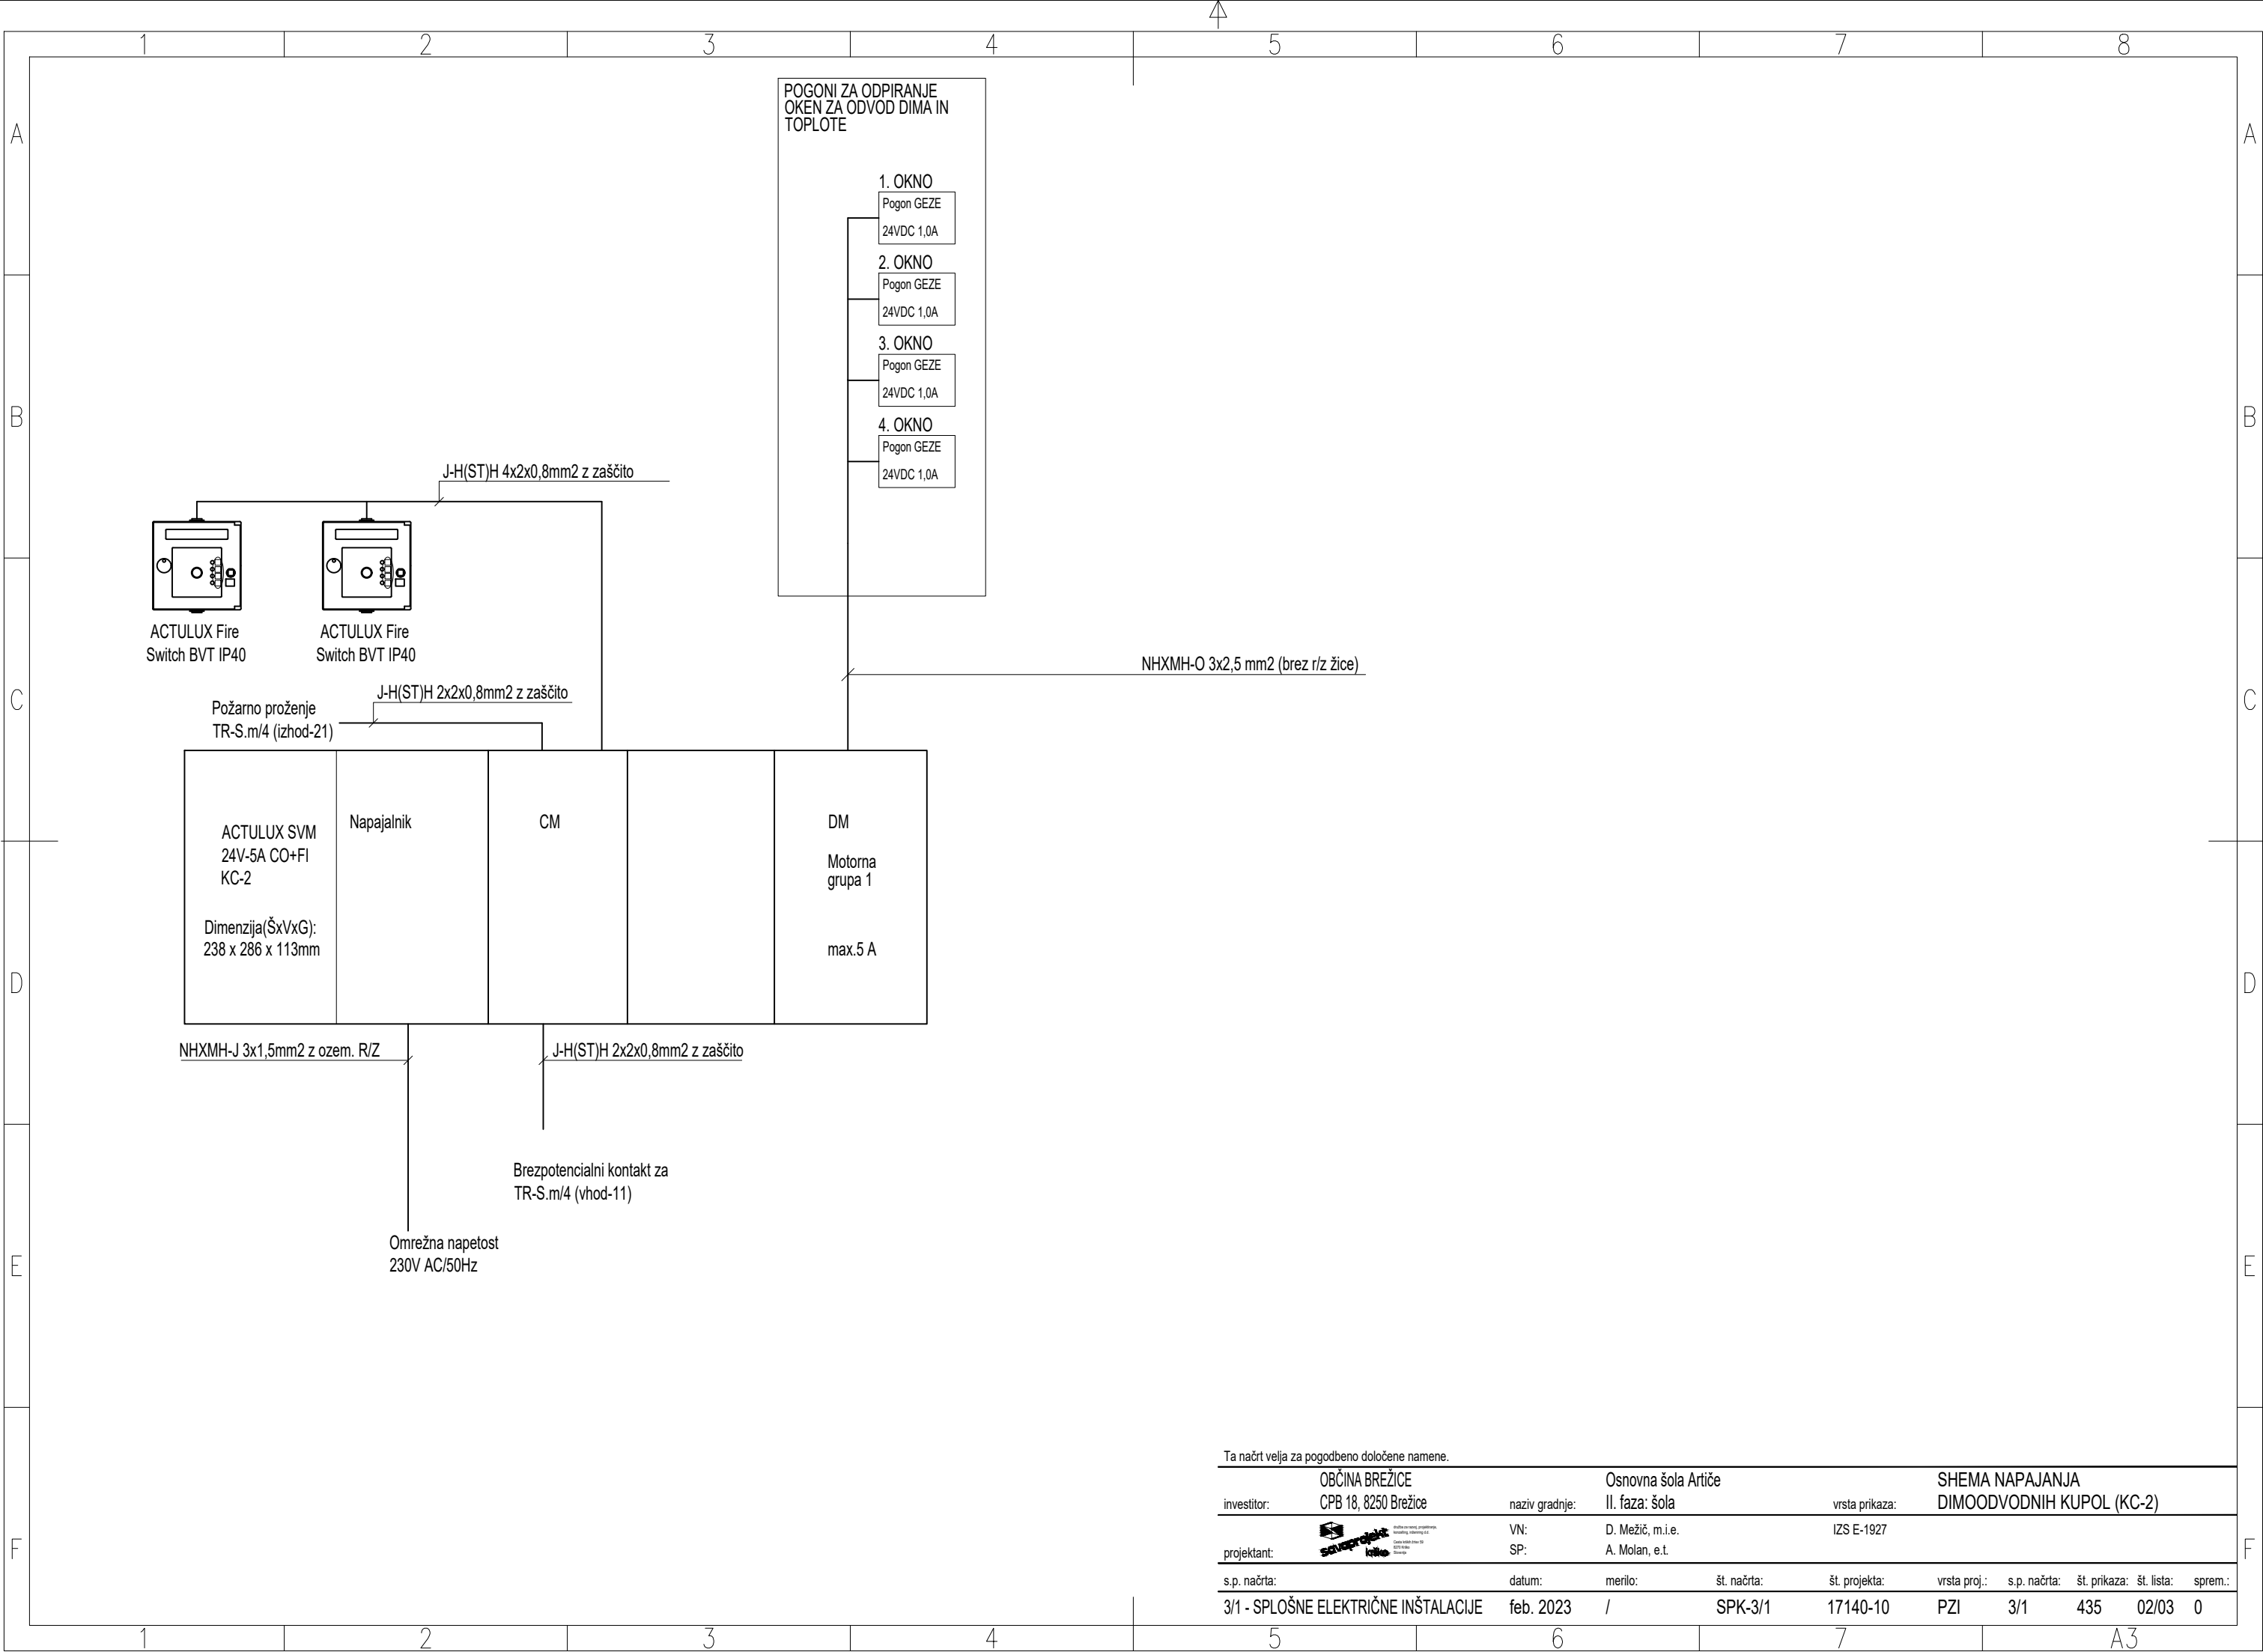 1 2 3 4 5 6 7 8
A A
B B
C C
D D
E E
F F
POGONI ZA ODPIRANJE
OKEN ZA ODVOD DIMA IN
TOPLOTE
1. OKNO
Pogon GEZE
24VDC 1,0A
2. OKNO
Pogon GEZE
24VDC 1,0A
3. OKNO
Pogon GEZE
24VDC 1,0A
4. OKNO
Pogon GEZE
24VDC 1,0A
J-H(ST)H 4x2x0,8mm2 z zaščito
ACTULUX Fire
Switch BVT IP40
ACTULUX Fire
Switch BVT IP40
NHXMH-O 3x2,5 mm2 (brez r/z žice)
J-H(ST)H 2x2x0,8mm2 z zaščito
Požarno proženje
TR-S.m/4 (izhod-21)
ACTULUX SVM
24V-5A CO+FI
KC-2
Dimenzija(ŠxVxG):
238 x 286 x 113mm
Napajalnik
CM
DM
Motorna
grupa 1
max.5 A
NHXMH-J 3x1,5mm2 z ozem. R/Z
J-H(ST)H 2x2x0,8mm2 z zaščito
Brezpotencialni kontakt za
TR-S.m/4 (vhod-11)
Omrežna napetost
230V AC/50Hz
Ta načrt velja za pogodbeno določene namene.
investitor:
OBČINA BREŽICE
CPB 18, 8250 Brežice
naziv gradnje:
Osnovna šola Artiče
II. faza: šola
vrsta prikaza:
SHEMA NAPAJANJA
DIMOODVODNIH KUPOL (KC-2)
projektant:
savaprojekt
krško
VN: D. Mežič, m.i.e. IZS E-1927
SP: A. Molan, e.t.
s.p. načrta: datum: merilo: št. načrta: št. projekta: vrsta proj.: s.p. načrta: št. prikaza: št. lista: sprem.:
3/1 - SPLOŠNE ELEKTRIČNE INŠTALACIJE feb. 2023 / SPK-3/1 17140-10 PZI 3/1 435 02/03 0
1 2 3 4 5 6 7 A3